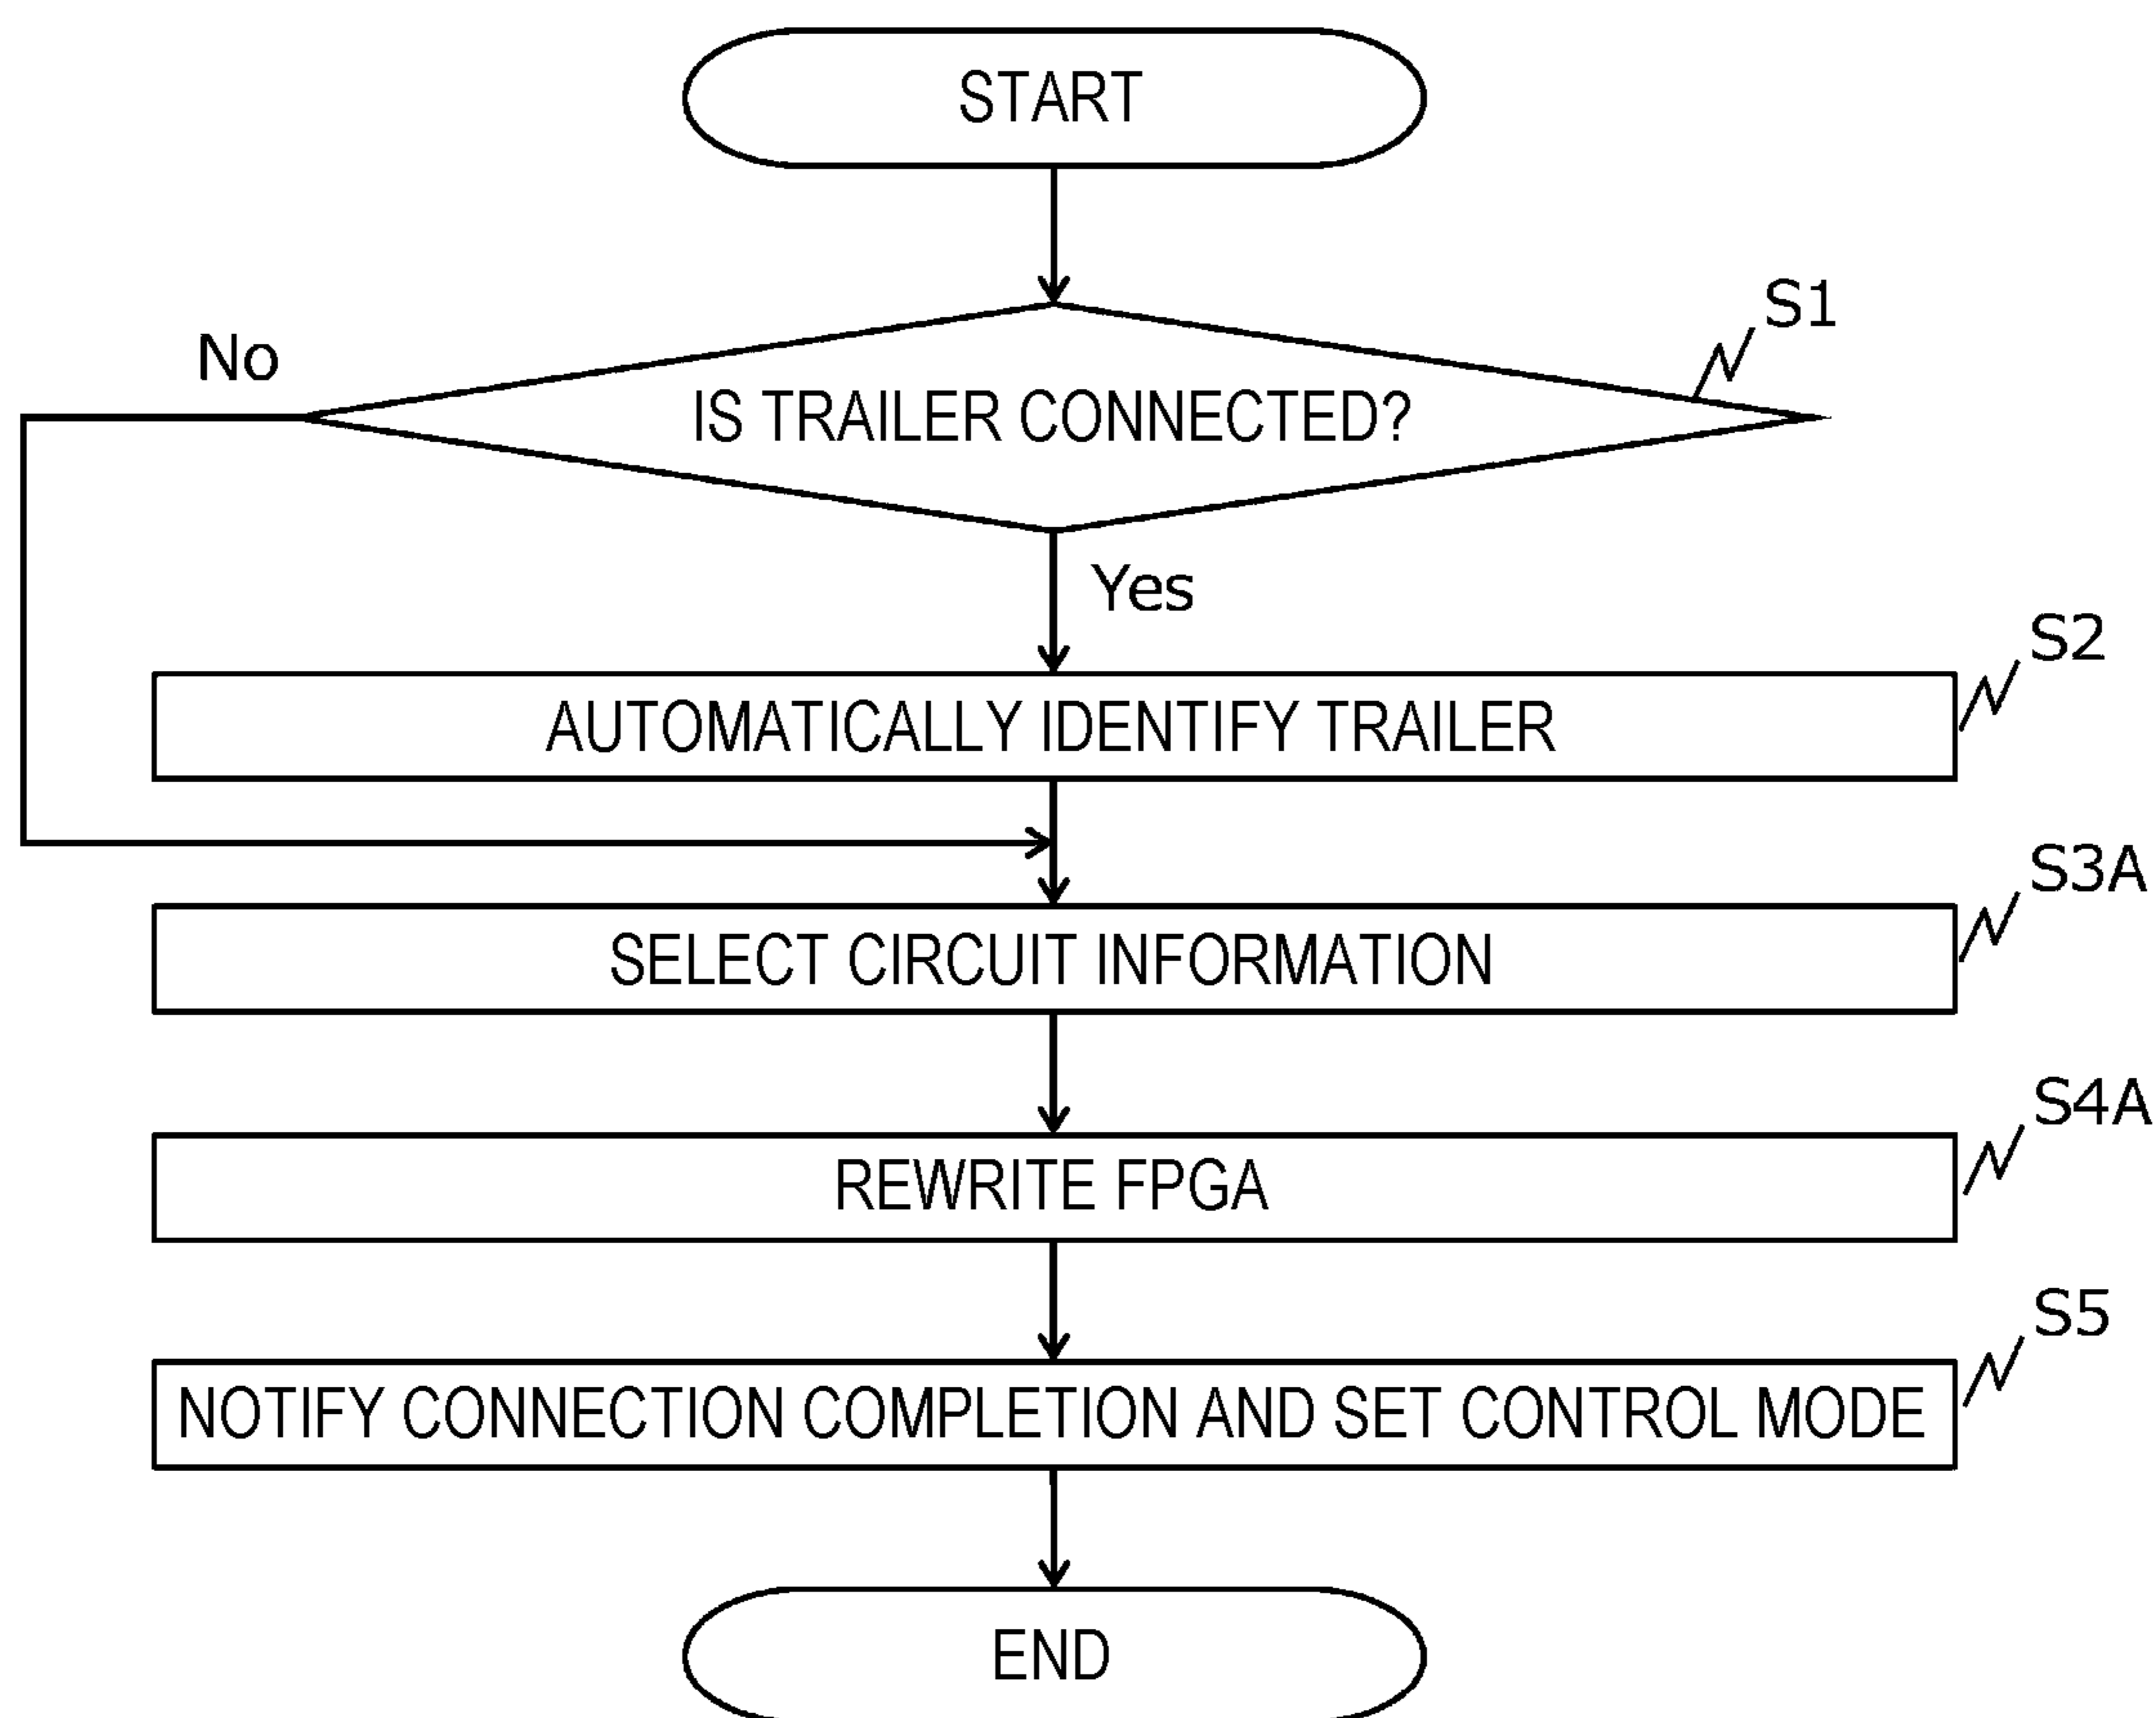 START
S1
No
IS TRAILER CONNECTED?
Yes
S2
AUTOMATICALLY IDENTIFY TRAILER
S3A
SELECT CIRCUIT INFORMATION
S4A
REWRITE FPGA
S5
NOTIFY CONNECTION COMPLETION AND SET CONTROL MODE
END